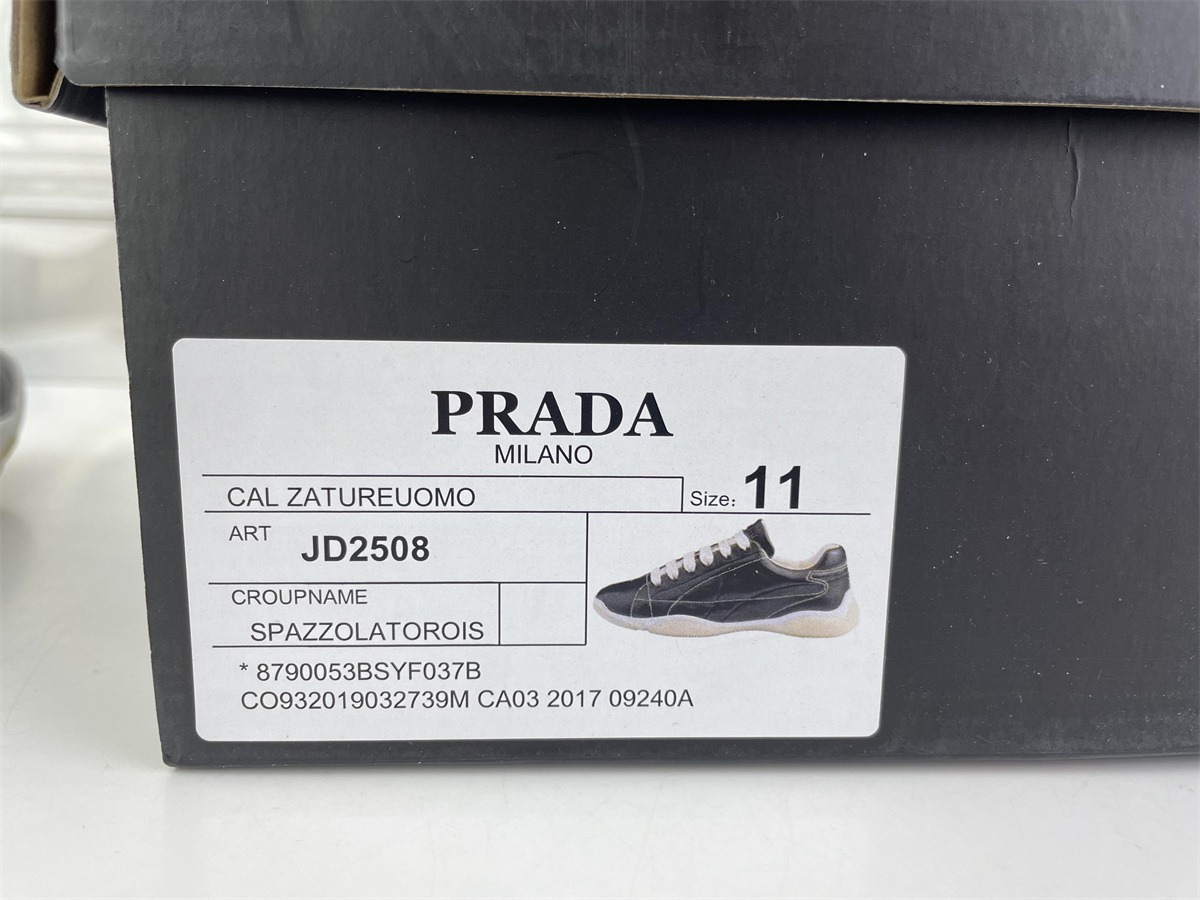 PRADA
MILANO
CAL ZATUREUOMO
Size: 11
ART JD2508
CROUPNAME
SPAZZOLATOROIS
* 8790053BSYF037B
CO932019032739M CA03 2017 09240A